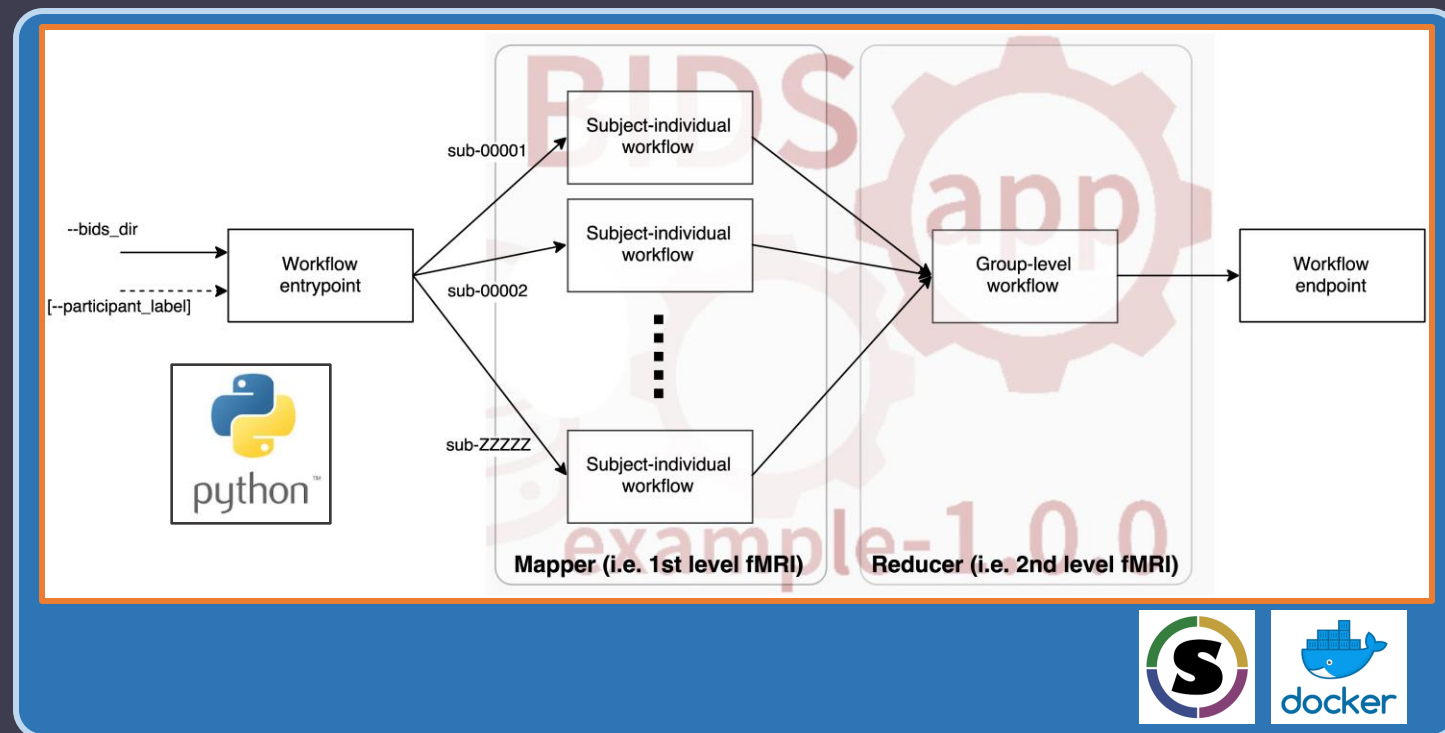 BIDS
app
example-1.0.0
--bids_dir
[--participant_label]
Workflow
entrypoint
sub-00001
sub-00002
sub-ZZZZZ
Subject-individual
workflow
Subject-individual
workflow
Subject-individual
workflow
Mapper (i.e. 1st level fMRI)
Group-level
workflow
Reducer (i.e. 2nd level fMRI)
Workflow
endpoint
python™
S
docker